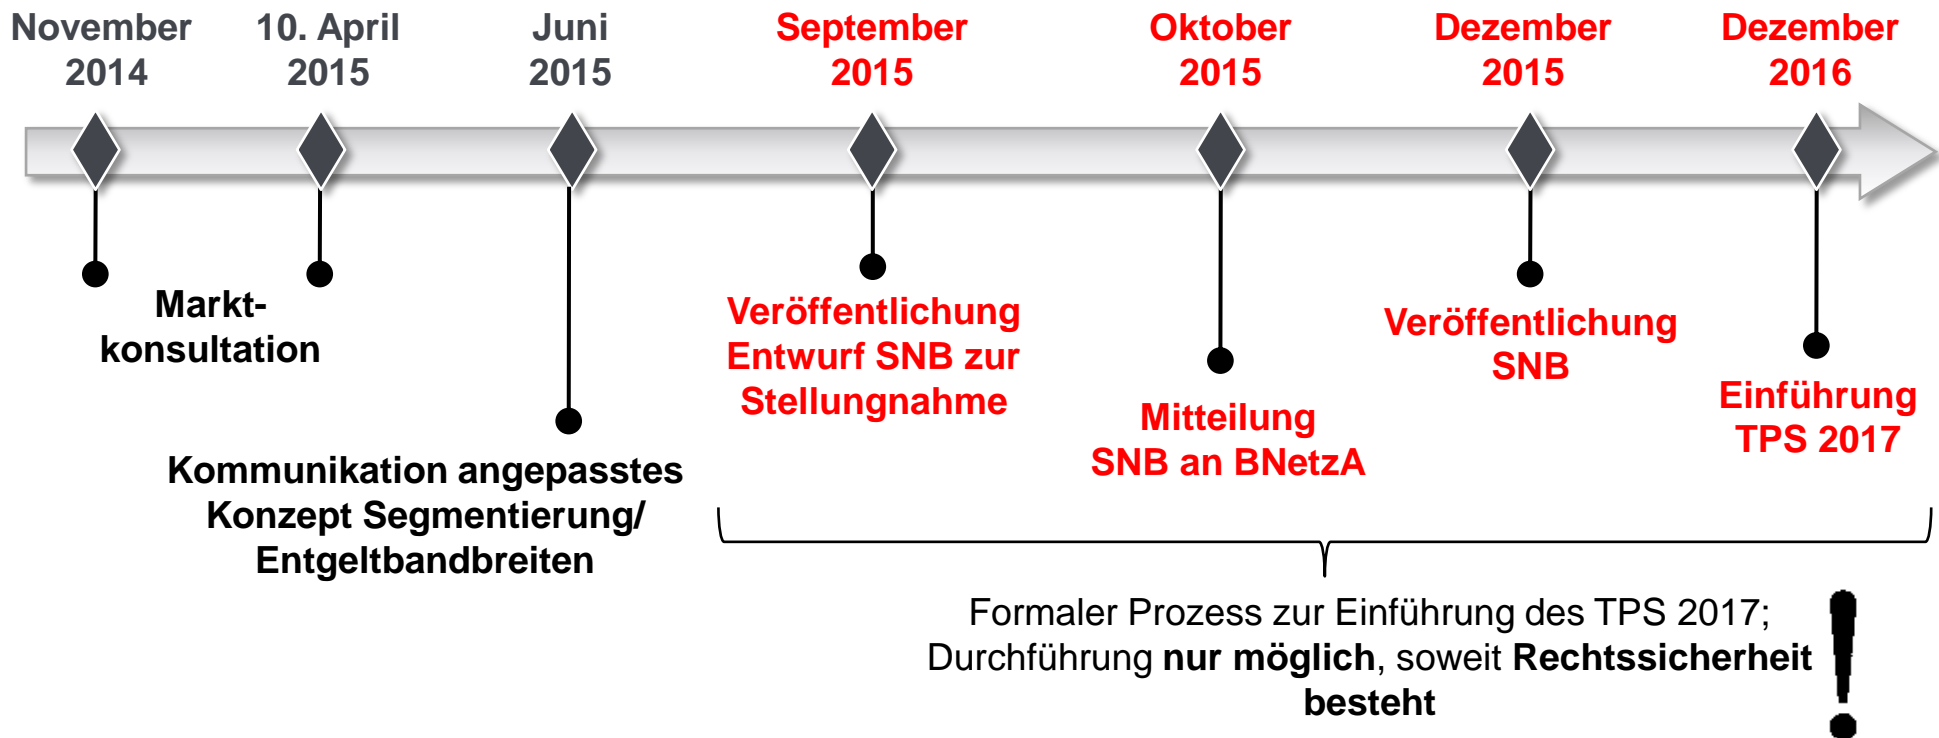 November
2014
10. April
2015
Juni
2015
September
2015
Oktober
2015
Dezember
2015
Dezember
2016
Markt-
konsultation
Kommunikation angepasstes
Konzept Segmentierung/
Entgeltbandbreiten
Veröffentlichung
Entwurf SNB zur
Stellungnahme
Mitteilung
SNB an BNetzA
Veröffentlichung
SNB
Einführung
TPS 2017
Formaler Prozess zur Einführung des TPS 2017;
Durchführung nur möglich, soweit Rechtssicherheit
besteht
!